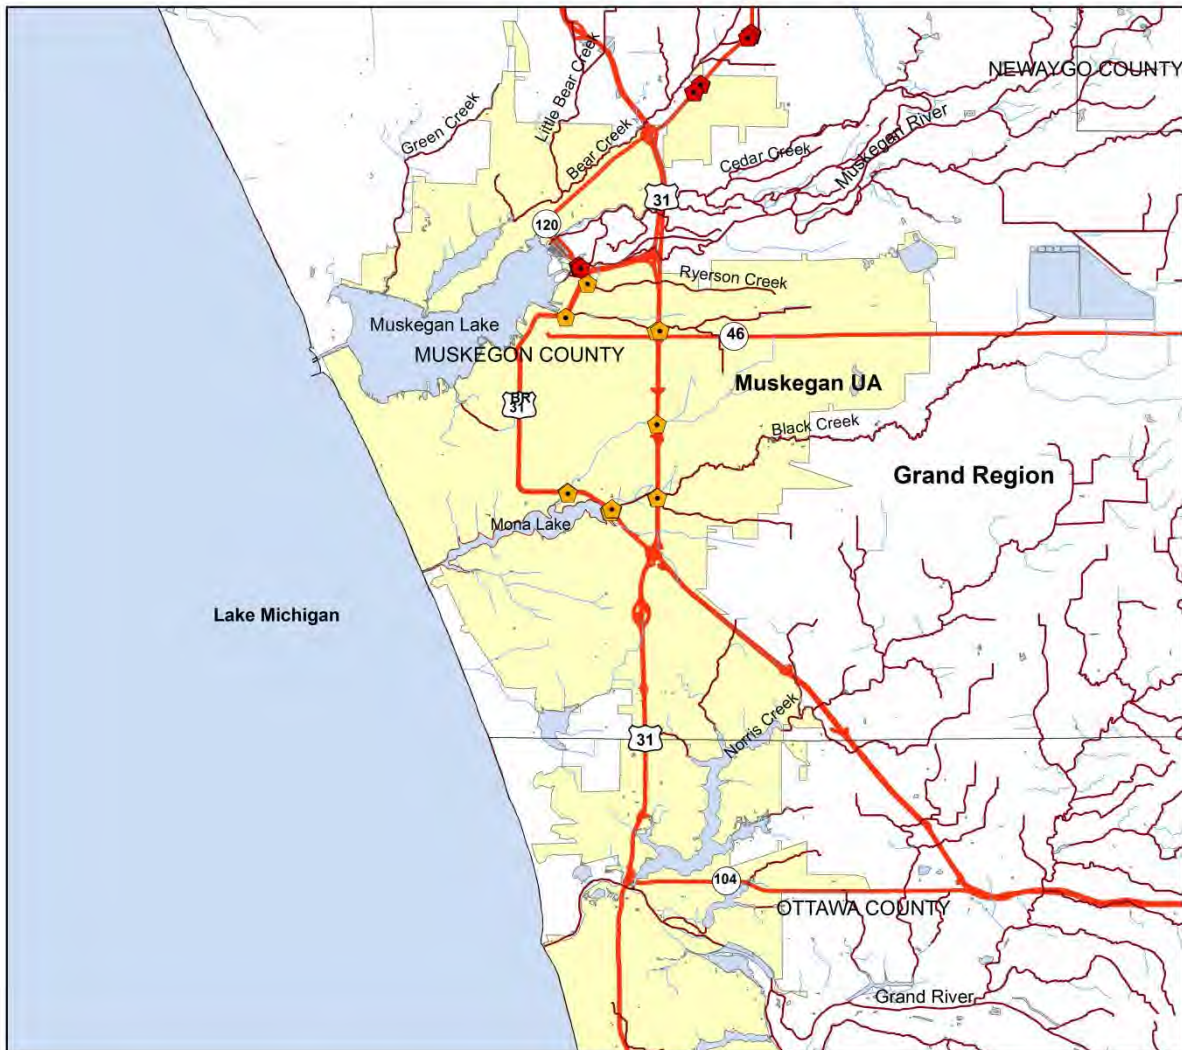 NEWAYGO COUNTY
Green Creek
Little Bear Creek
Bear Creek
Cedar Creek
Muskegan River
31
120
Ryerson Creek
Muskegan Lake
46
MUSKEGON COUNTY
Muskegan UA
BR
31
Black Creek
Grand Region
Mona Lake
Lake Michigan
Norris Creek
31
104
OTTAWA COUNTY
Grand River